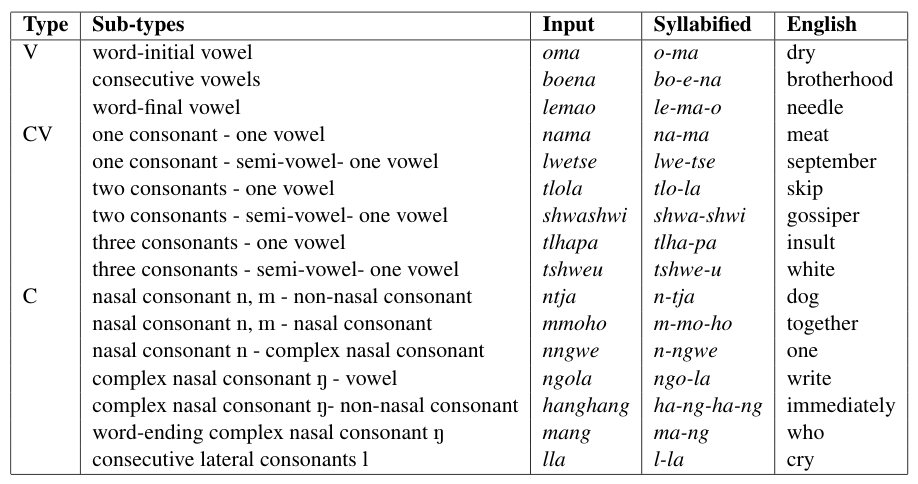 Type Sub-types Input Syllabified English
V word-initial vowel oma o-ma dry
consecutive vowels boena bo-e-na brotherhood
word-final vowel lemao le-ma-o needle
CV one consonant - one vowel nama na-ma meat
one consonant - semi-vowel- one vowel lwetse lwe-tse september
two consonants - one vowel tlola tlo-la skip
two consonants - semi-vowel- one vowel shwashwi shwa-shwi gossiper
three consonants - one vowel tlhapa tlha-pa insult
three consonants - semi-vowel- one vowel tshweu tshwe-u white
C nasal consonant n, m - non-nasal consonant ntja n-tja dog
nasal consonant n, m - nasal consonant mmoho m-mo-ho together
nasal consonant n - complex nasal consonant nngwe n-ngwe one
complex nasal consonant ŋ - vowel ngola ngo-la write
complex nasal consonant ŋ- non-nasal consonant hanghang ha-ng-ha-ng immediately
word-ending complex nasal consonant ŋ mang ma-ng who
consecutive lateral consonants l lla l-la cry